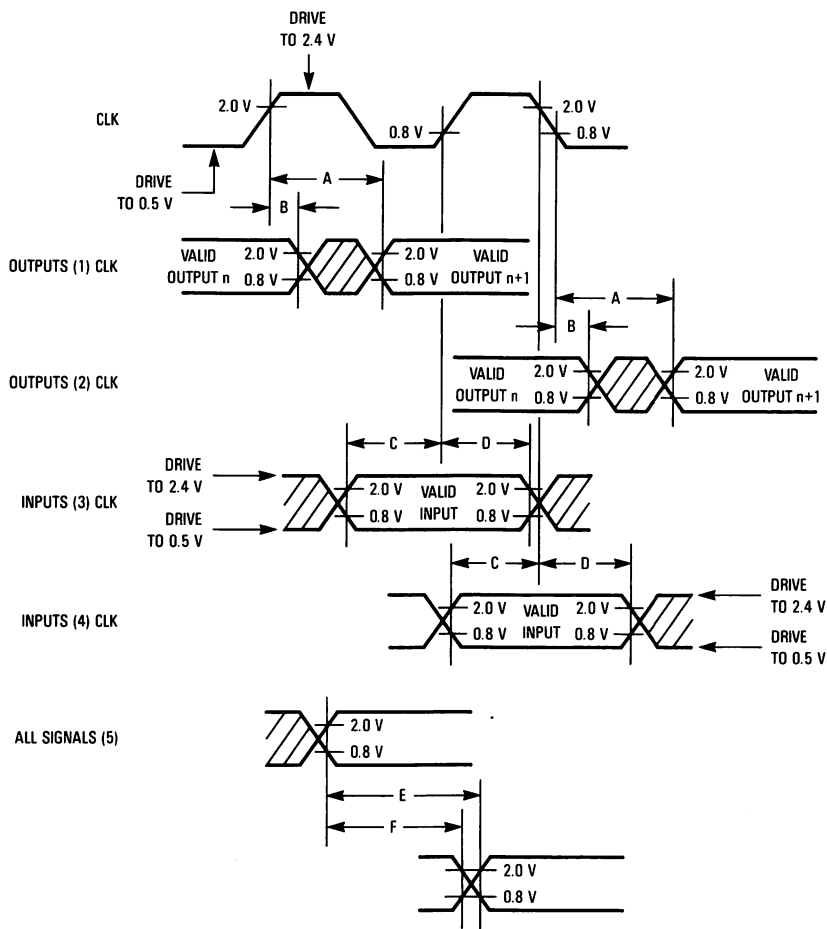 DRIVE
TO 2.4 V
CLK
2.0 V
0.8 V
2.0 V
0.8 V
DRIVE
TO 0.5 V
A
B
OUTPUTS (1) CLK
VALID
OUTPUT n
2.0 V
0.8 V
2.0 V
0.8 V
VALID
OUTPUT n+1
A
B
OUTPUTS (2) CLK
VALID
OUTPUT n
2.0 V
0.8 V
2.0 V
0.8 V
VALID
OUTPUT n+1
C
D
DRIVE
TO 2.4 V
INPUTS (3) CLK
DRIVE
TO 0.5 V
2.0 V
0.8 V
VALID
INPUT
2.0 V
0.8 V
C
D
INPUTS (4) CLK
2.0 V
0.8 V
VALID
INPUT
2.0 V
0.8 V
DRIVE
TO 2.4 V
DRIVE
TO 0.5 V
ALL SIGNALS (5)
2.0 V
0.8 V
E
F
2.0 V
0.8 V